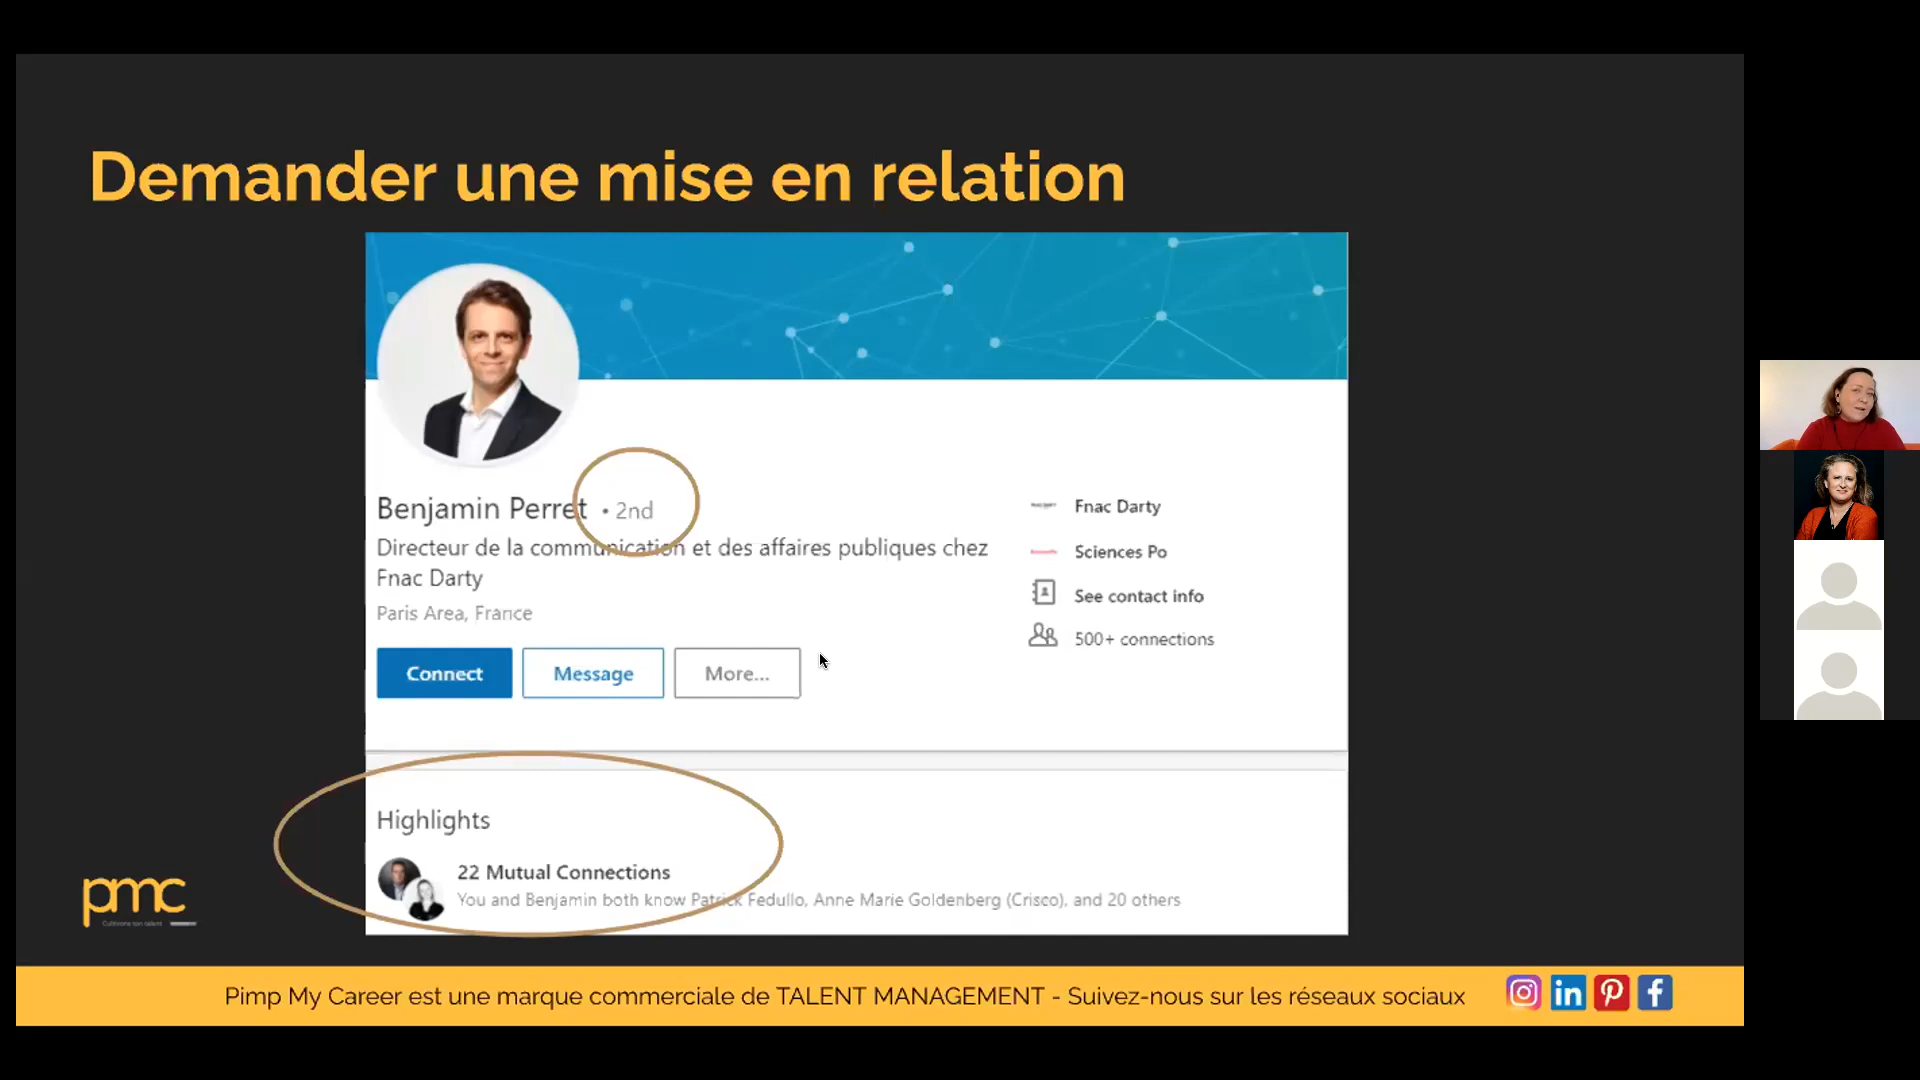 Demander une mise en relation
Benjamin Perret • 2nd
Directeur de la communication et des affaires publiques chez
Fnac Darty
Paris Area, France
Connect
Message
More...
Fnac Darty
Sciences Po
See contact info
500+ connections
Highlights
22 Mutual Connections
You and Benjamin both know Patrick Fedullo, Anne Marie Goldenberg (Crisco), and 20 others
pmc
Cultivons ton talent
Pimp My Career est une marque commerciale de TALENT MANAGEMENT - Suivez-nous sur les réseaux sociaux